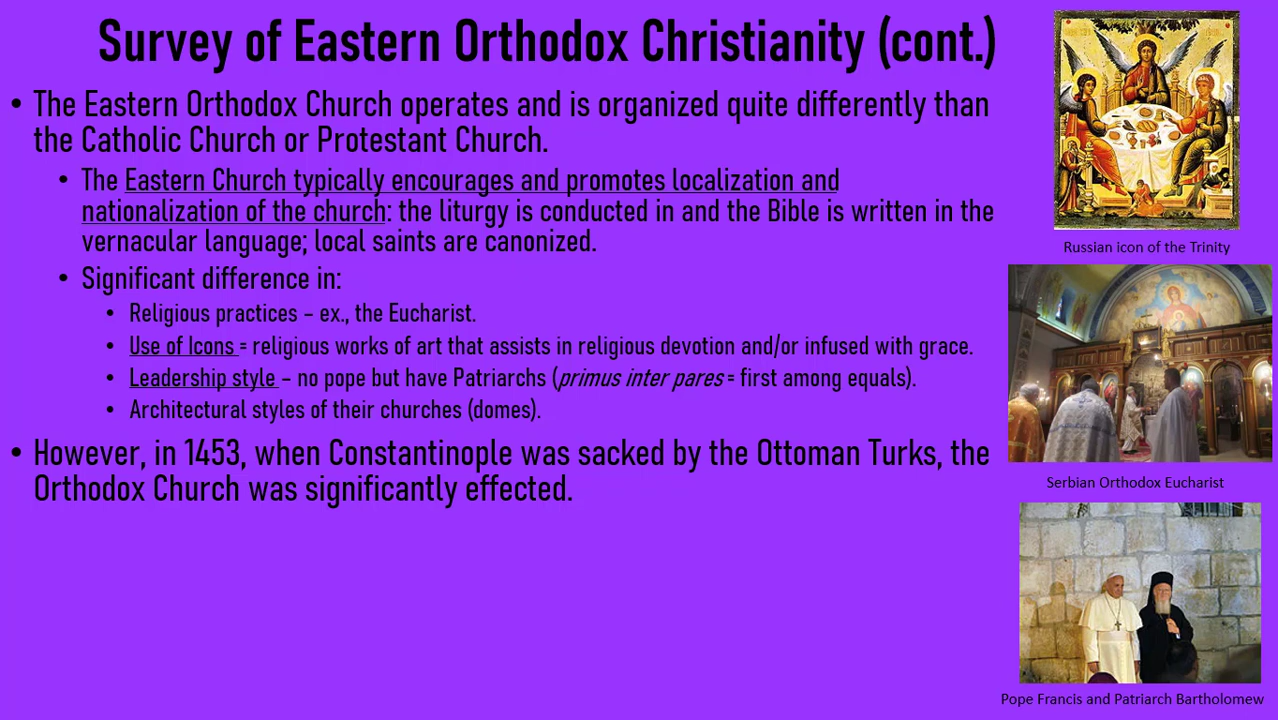 Survey of Eastern Orthodox Christianity (cont.)
• The Eastern Orthodox Church operates and is organized quite differently than
the Catholic Church or Protestant Church.
• The Eastern Church typically encourages and promotes localization and
nationalization of the church: the liturgy is conducted in and the Bible is written in the
vernacular language; local saints are canonized.
• Significant difference in:
• Religious practices – ex., the Eucharist.
• Use of Icons = religious works of art that assists in religious devotion and/or infused with grace.
• Leadership style – no pope but have Patriarchs (primus inter pares = first among equals).
• Architectural styles of their churches (domes).
• However, in 1453, when Constantinople was sacked by the Ottoman Turks, the
Orthodox Church was significantly effected.
Russian icon of the Trinity
Serbian Orthodox Eucharist
Pope Francis and Patriarch Bartholomew